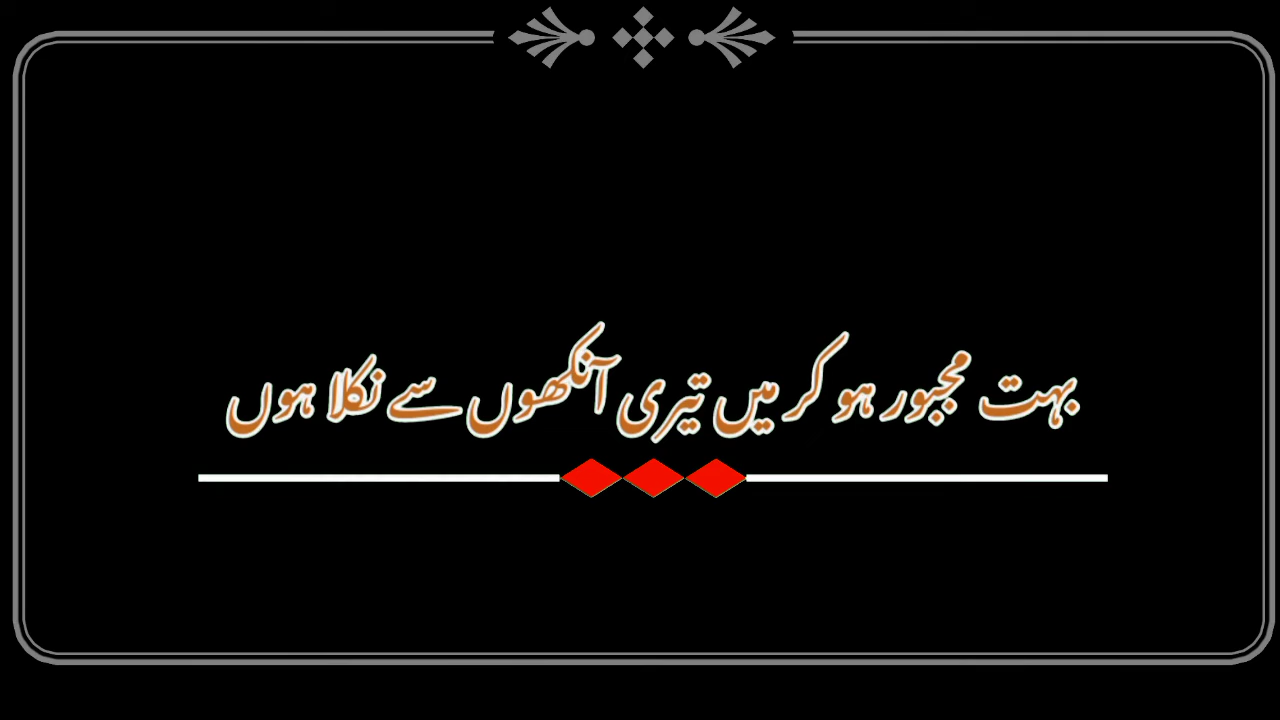 بہت مجبور ہو کر میں تیری آنکھوں سے نکلا ہوں